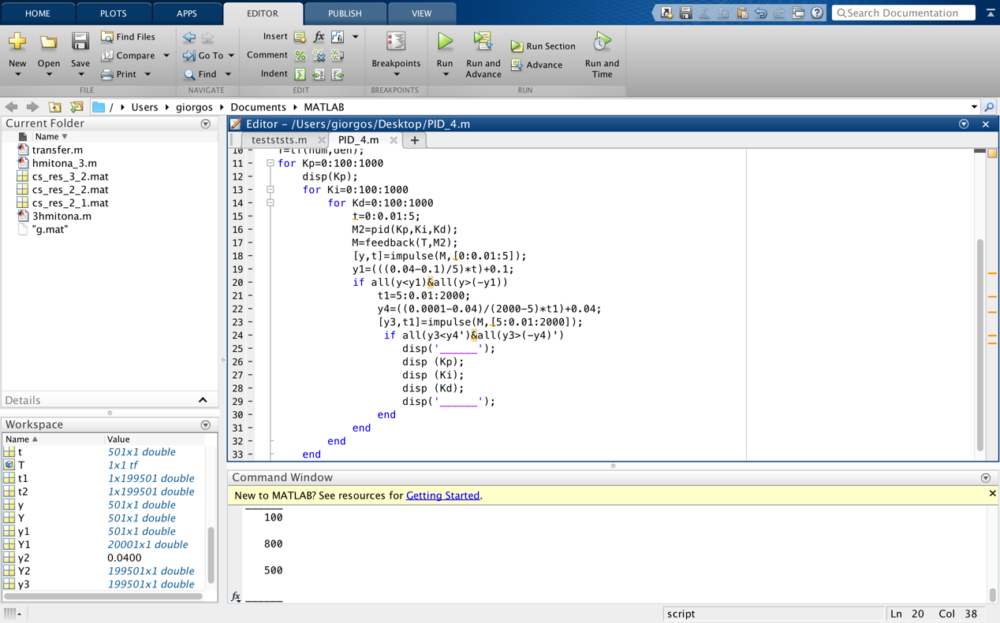 HOME PLOTS APPS EDITOR PUBLISH VIEW Search Documentation
New Open Save Find Files Compare Print
Go To Find
Insert fx
Comment
Indent
Breakpoints
Run Run and Advance Run Section Advance Run and Time
FILE NAVIGATE EDIT BREAKPOINTS RUN
/ Users giorgos Documents MATLAB
Current Folder
Name
transfer.m
hmitona_3.m
cs_res_3_2.mat
cs_res_2_2.mat
cs_res_2_1.mat
3hmitona.m
"g.mat"
Details
Workspace
Name Value
t 501x1 double
T 1x1 tf
t1 1x199501 double
t2 1x199501 double
y 501x1 double
Y 501x1 double
y1 501x1 double
Y1 20001x1 double
y2 0.0400
Y2 199501x1 double
y3 199501x1 double
Editor – /Users/giorgos/Desktop/PID_4.m
testststs.m PID_4.m +
10 – T=tf(num,den);
11 – for Kp=0:100:1000
12 – disp(Kp);
13 – for Ki=0:100:1000
14 – for Kd=0:100:1000
15 – t=0:0.01:5;
16 – M2=pid(Kp,Ki,Kd);
17 – M=feedback(T,M2);
18 – [y,t]=impulse(M,[0:0.01:5]);
19 – y1=(((0.04-0.1)/5)*t)+0.1;
20 – if all(y<y1)&all(y>(-y1))
21 – t1=5:0.01:2000;
22 – y4=((0.0001-0.04)/(2000-5)*t1)+0.04;
23 – [y3,t1]=impulse(M,[5:0.01:2000]);
24 – if all(y3<y4')&all(y3>(-y4)')
25 – disp('______');
26 – disp (Kp);
27 – disp (Ki);
28 – disp (Kd);
29 – disp('______');
30 – end
31 – end
32 – end
33 – end
Command Window
New to MATLAB? See resources for Getting Started.
______
100
800
500
fx ______
script Ln 20 Col 38